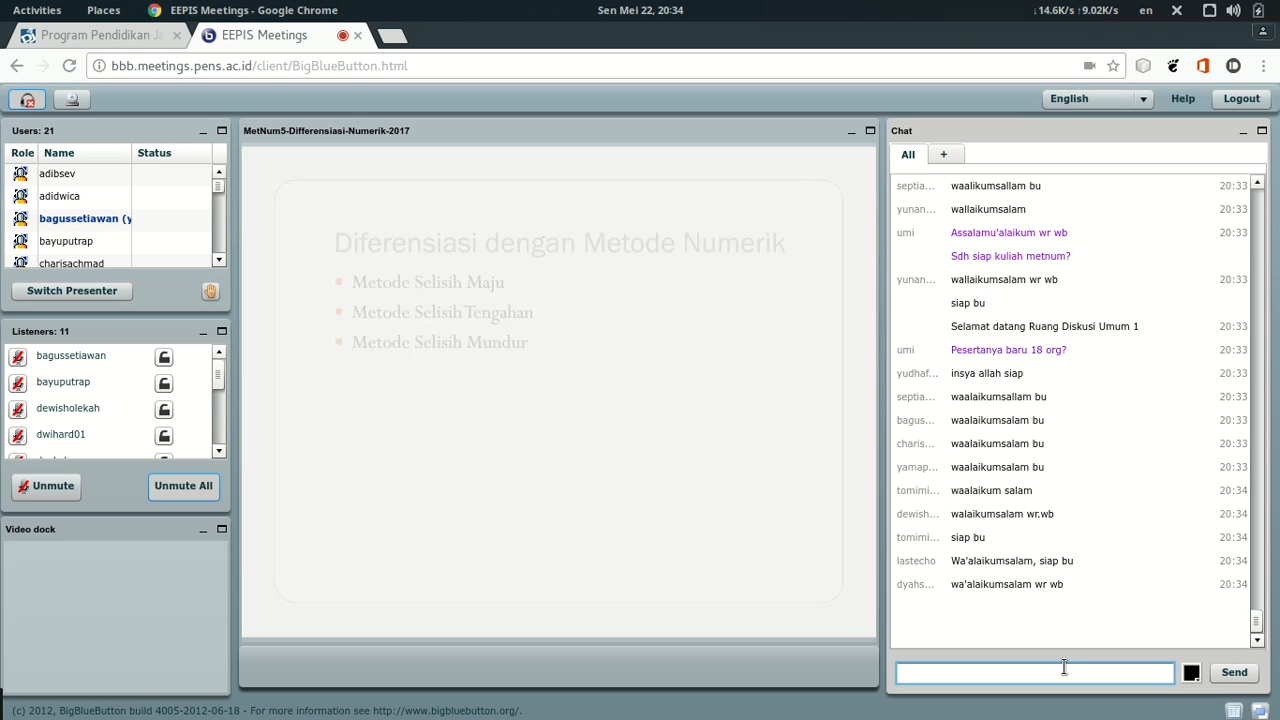 Activities Places EEPIS Meetings - Google Chrome Sen Mei 22, 20:34 ↓14.6K/s ↑9.02K/s en
Program Pendidikan Ja EEPIS Meetings
bbb.meetings.pens.ac.id/client/BigBlueButton.html
English Help Logout
Users: 21
Role Name Status
adibsev
adidwica
bagussetiawan (y
bayuputrap
charisachmad
Switch Presenter
Listeners: 11
bagussetiawan
bayuputrap
dewisholekah
dwihard01
Unmute Unmute All
Video dock
MetNum5-Differensiasi-Numerik-2017
Diferensiasi dengan Metode Numerik
• Metode Selisih Maju
• Metode Selisih Tengahan
• Metode Selisih Mundur
Chat
All +
septia... waalikumsallam bu 20:33
yunan... wallaikumsalam 20:33
umi Assalamu'alaikum wr wb 20:33
Sdh siap kuliah metnum? 20:33
yunan... wallaikumsalam wr wb 20:33
siap bu 20:33
Selamat datang Ruang Diskusi Umum 1 20:33
umi Pesertanya baru 18 org? 20:33
yudhaf... insya allah siap 20:33
septia... waalaikumsallam bu 20:33
bagus... waalaikumsalam bu 20:33
charis... waalaikumsalam bu 20:33
yamap... waalaikumsalam bu 20:33
tomimi... waalaikum salam 20:34
dewish... walaikumsalam wr.wb 20:34
tomimi... siap bu 20:34
lastecho Wa'alaikumsalam, siap bu 20:34
dyahs... wa'alaikumsalam wr wb 20:34
Send
(c) 2012, BigBlueButton build 4005-2012-06-18 - For more information see http://www.bigbluebutton.org/.